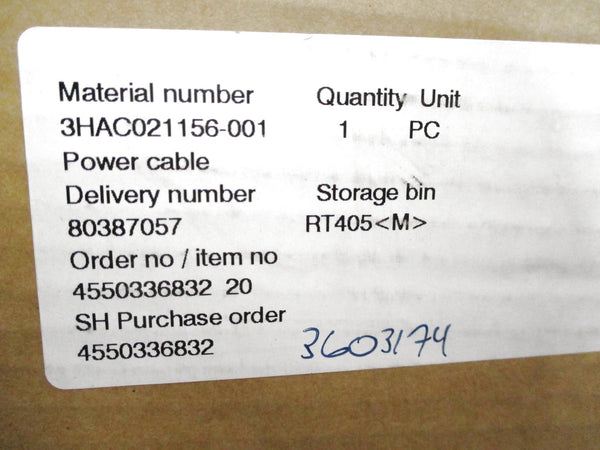 Material number Quantity Unit
3HAC021156-001 1 PC
Power cable
Delivery number Storage bin
80387057 RT405<M>
Order no / item no
4550336832 20
SH Purchase order
4550336832 3603174